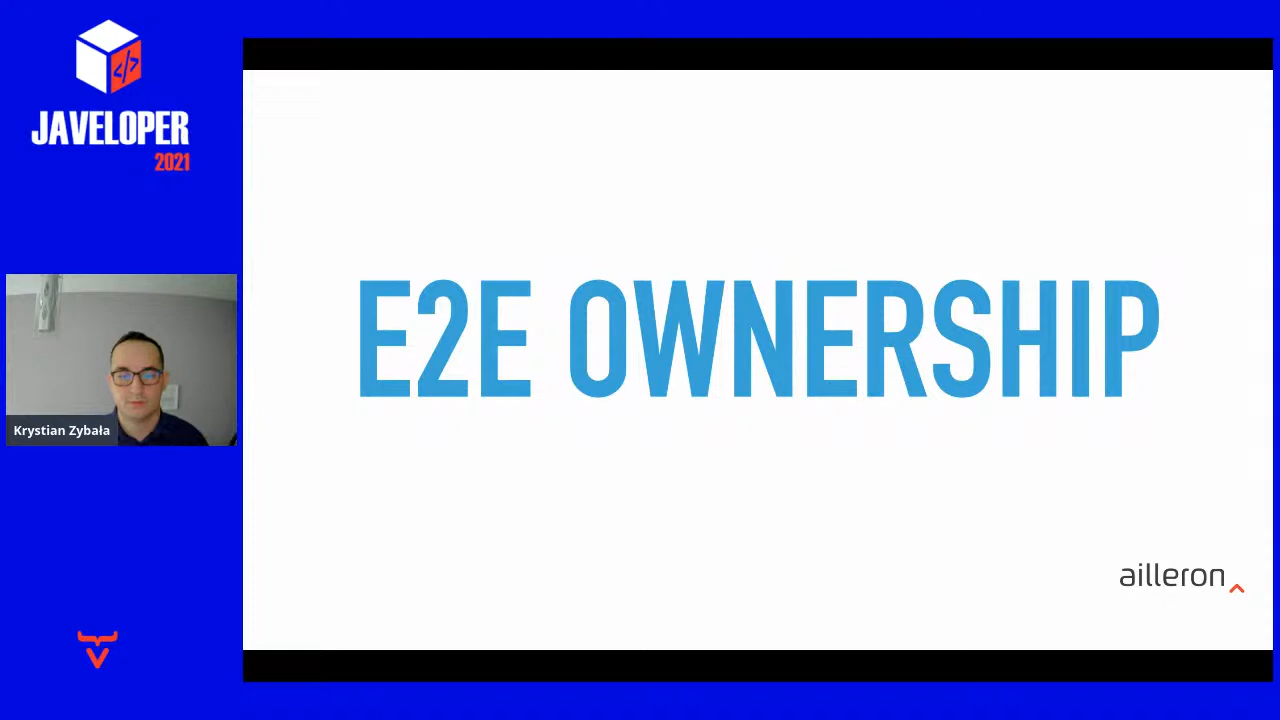 </>
JAVELOPER
2021
E2E OWNERSHIP
Krystian Zybała
ailleron